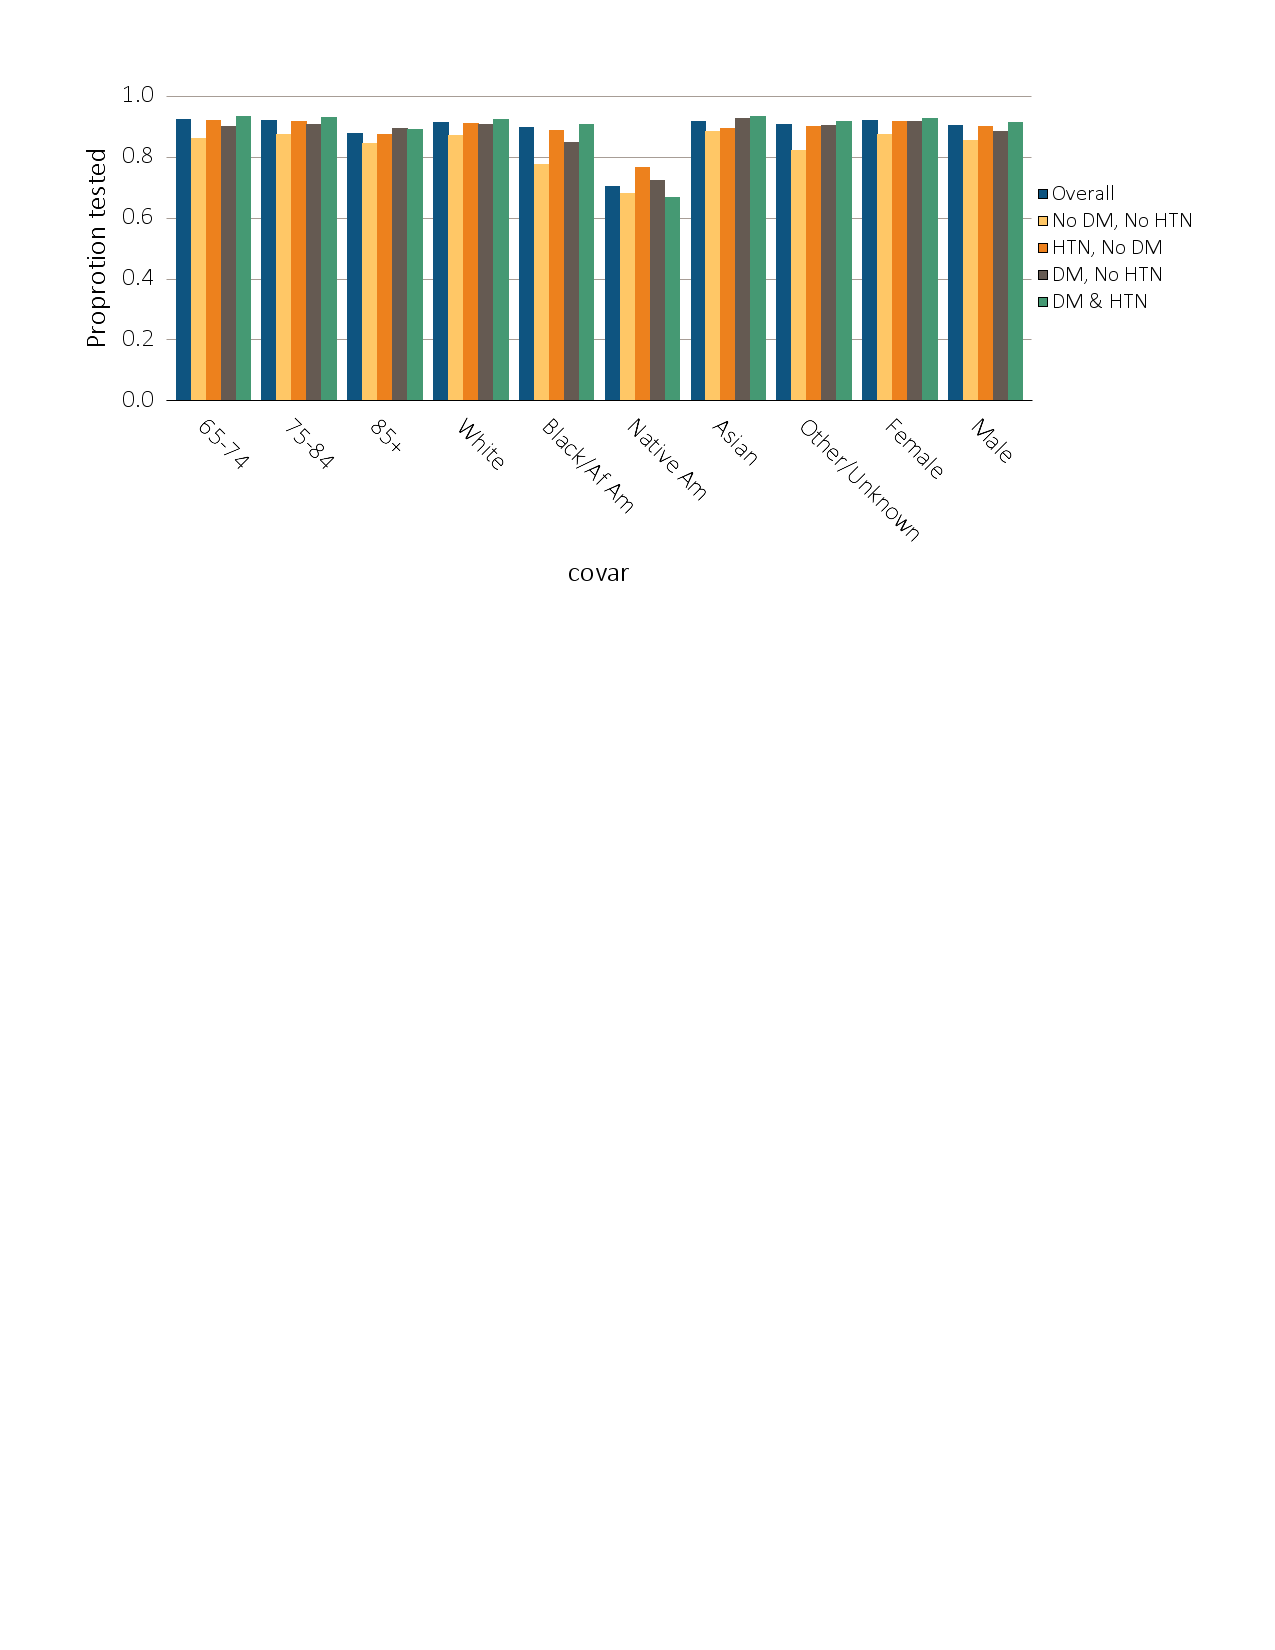 1.0
0.8
0.6
0.4
0.2
0.0
Proprotion tested
65-74
75-84
85+
White
Black/Af Am
Native Am
Asian
Other/Unknown
Female
Male
covar
Overall
No DM, No HTN
HTN, No DM
DM, No HTN
DM & HTN